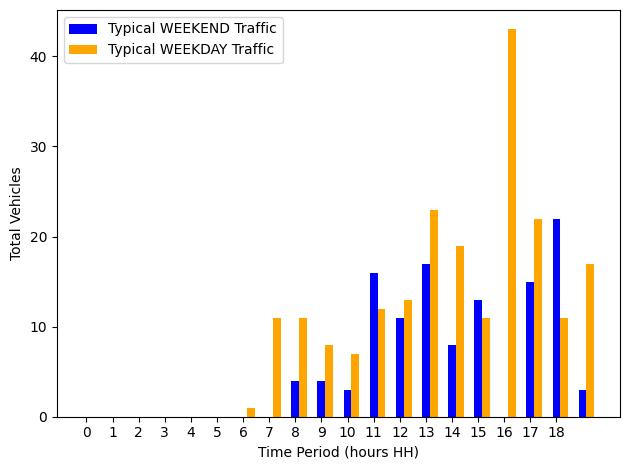 Typical WEEKEND Traffic
Typical WEEKDAY Traffic
40
30
20
10
0
Total Vehicles
0 1 2 3 4 5 6 7 8 9 10 11 12 13 14 15 16 17 18
Time Period (hours HH)